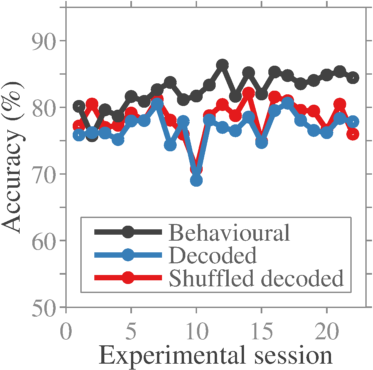 Accuracy (%)
90
80
70
60
50
Behavioural
Decoded
Shuffled decoded
0 5 10 15 20
Experimental session